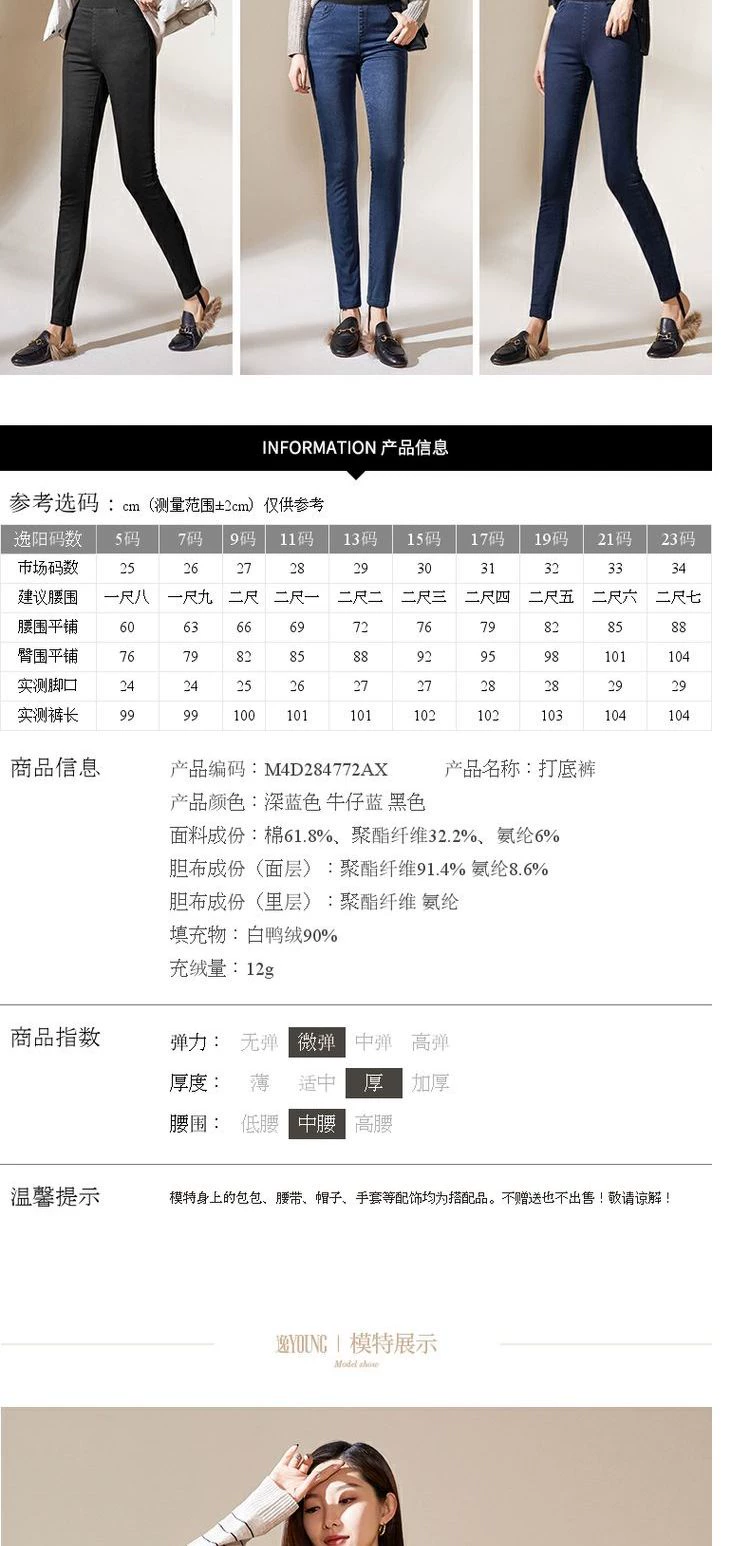 INFORMATION 产品信息
参考选码：cm（测量范围±2cm）仅供参考
逸阳码数 5码 7码 9码 11码 13码 15码 17码 19码 21码 23码
市场码数 25 26 27 28 29 30 31 32 33 34
建议腰围 一尺八 一尺九 二尺 二尺一 二尺二 二尺三 二尺四 二尺五 二尺六 二尺七
腰围平铺 60 63 66 69 72 76 79 82 85 88
臀围平铺 76 79 82 85 88 92 95 98 101 104
实测脚口 24 24 25 26 27 27 28 28 29 29
实测裤长 99 99 100 101 101 102 102 103 104 104
商品信息 产品编码：M4D284772AX 产品名称：打底裤
产品颜色：深蓝色 牛仔蓝 黑色
面料成份：棉61.8%、聚酯纤维32.2%、氨纶6%
胆布成份（面层）：聚酯纤维91.4% 氨纶8.6%
胆布成份（里层）：聚酯纤维 氨纶
填充物：白鸭绒90%
充绒量：12g
商品指数 弹力： 无弹 微弹 中弹 高弹
厚度： 薄 适中 厚 加厚
腰围： 低腰 中腰 高腰
温馨提示 模特身上的包包、腰带、帽子、手套等配饰均为搭配品。不赠送也不出售！敬请谅解！
逸YOUNG | 模特展示
Model show